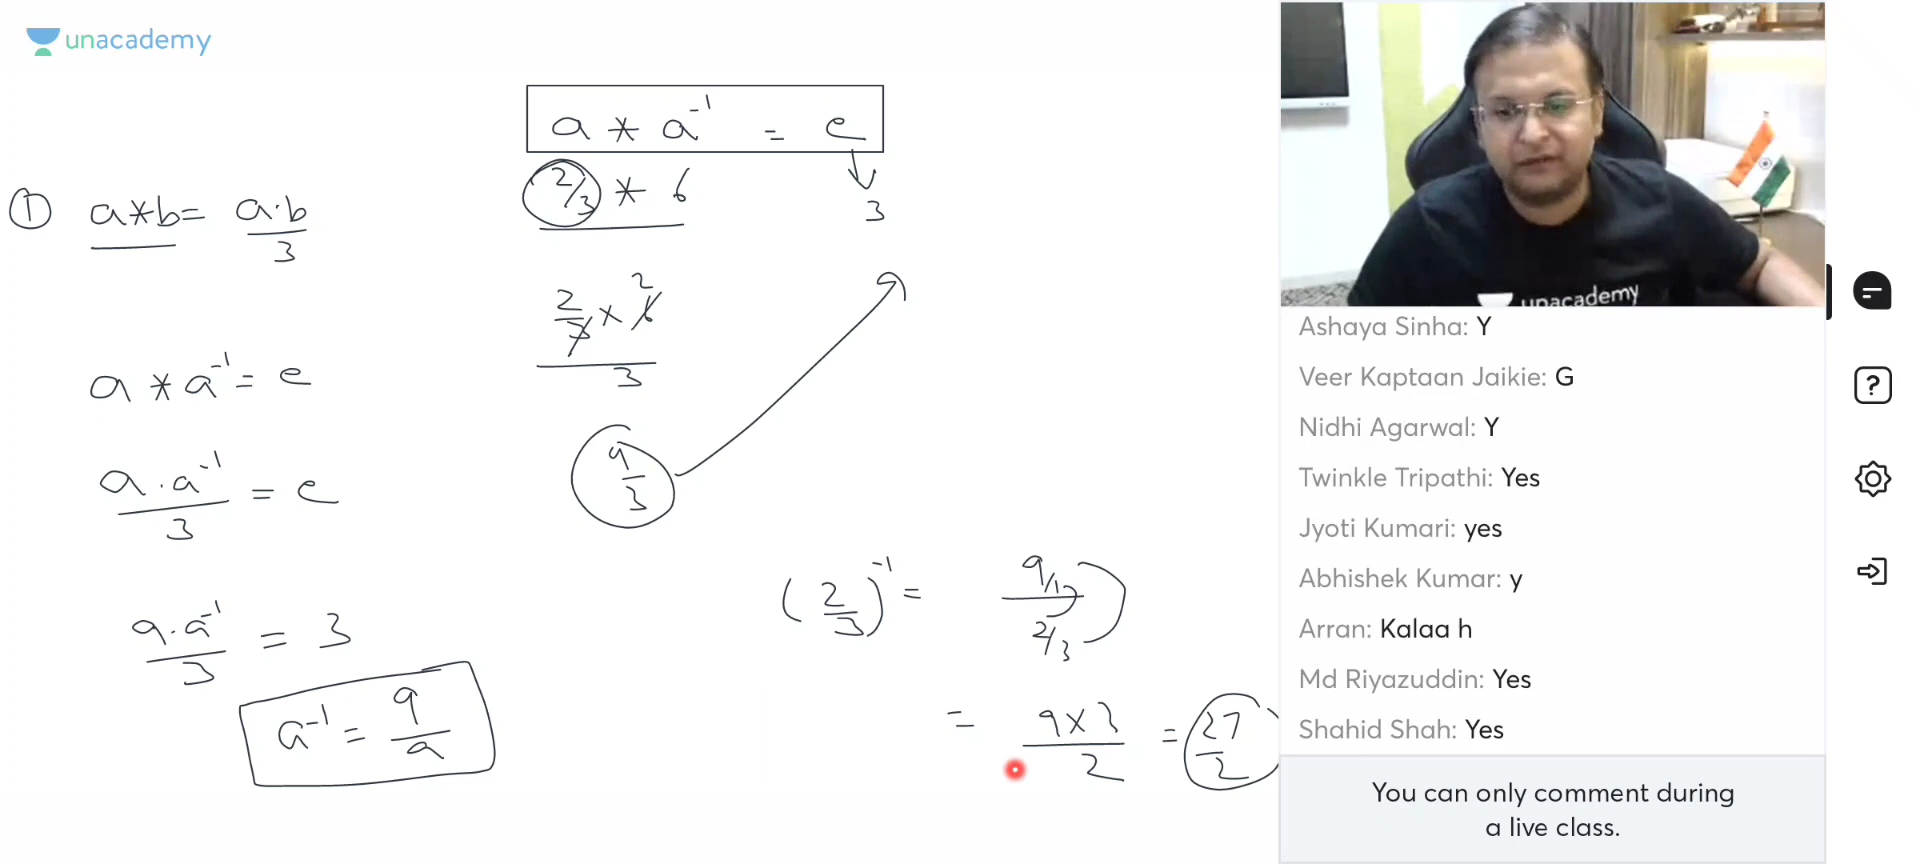 unacademy
a * a⁻¹ = e
3
2/3 * 6
① a*b = a·b/3
2/3 × 6 2
3
a * a⁻¹ = e
9/3
a·a⁻¹/3 = e
(2/3)⁻¹ =
2/3
a·a⁻¹/3 = 3
a⁻¹ = 9/a
= 9×3/2 = 27/2
unacademy
Ashaya Sinha: Y
Veer Kaptaan Jaikie: G
Nidhi Agarwal: Y
Twinkle Tripathi: Yes
Jyoti Kumari: yes
Abhishek Kumar: y
Arran: Kalaa h
Md Riyazuddin: Yes
Shahid Shah: Yes
You can only comment during
a live class.
?